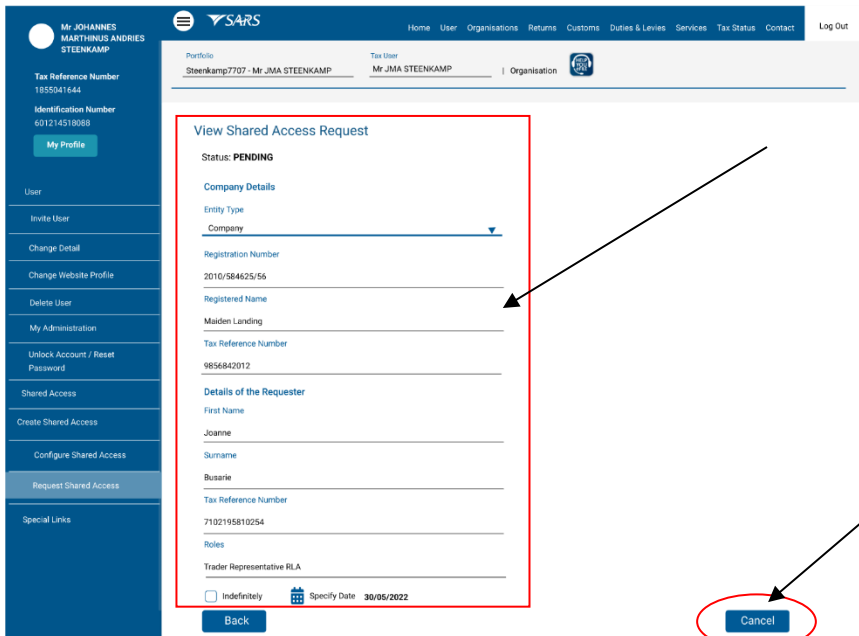 Mr JOHANNES
MARTHINUS ANDRIES
STEENKAMP
Tax Reference Number
1855041644
Identification Number
601214518088
My Profile
User
Invite User
Change Detail
Change Website Profile
Delete User
My Administration
Unlock Account / Reset
Password
Shared Access
Create Shared Access
Configure Shared Access
Request Shared Access
Special Links
SARS
Home User Organisations Returns Customs Duties & Levies Services Tax Status Contact Log Out
Portfolio
Steenkamp7707 - Mr JMA STEENKAMP
Tax User
Mr JMA STEENKAMP
| Organisation
HELP YOU eFILE
View Shared Access Request
Status: PENDING
Company Details
Entity Type
Company
Registration Number
2010/584625/56
Registered Name
Maiden Landing
Tax Reference Number
9856842012
Details of the Requester
First Name
Joanne
Surname
Busarie
Tax Reference Number
7102195810254
Roles
Trader Representative RLA
Indefinitely Specify Date 30/05/2022
Back Cancel